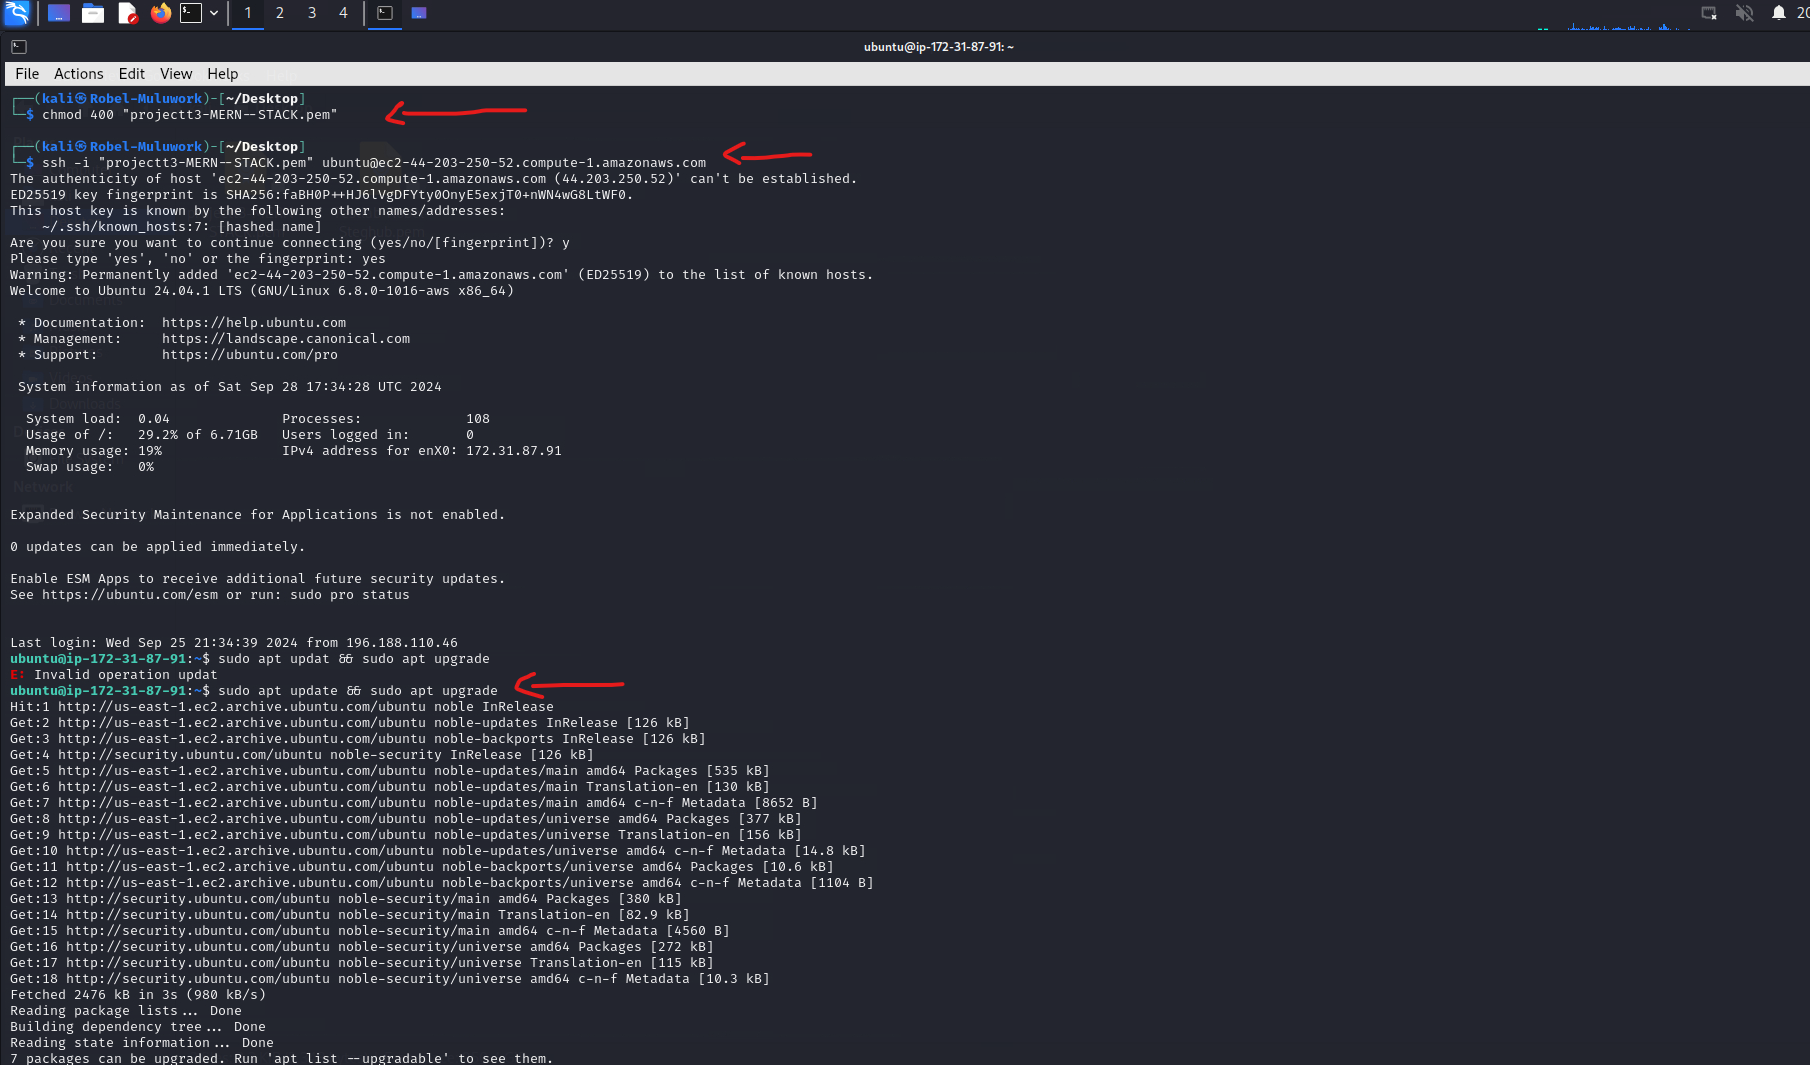 1 2 3 4
20
ubuntu@ip-172-31-87-91: ~
File Actions Edit View Help
┌──(kali㉿Robel-Muluwork)-[~/Desktop]
└─$ chmod 400 "projectt3-MERN--STACK.pem"
┌──(kali㉿Robel-Muluwork)-[~/Desktop]
└─$ ssh -i "projectt3-MERN--STACK.pem" ubuntu@ec2-44-203-250-52.compute-1.amazonaws.com
The authenticity of host 'ec2-44-203-250-52.compute-1.amazonaws.com (44.203.250.52)' can't be established.
ED25519 key fingerprint is SHA256:faBH0P++HJ6lVgDFYty0OnyE5exjT0+nWN4wG8LtWF0.
This host key is known by the following other names/addresses:
    ~/.ssh/known_hosts:7: [hashed name]
Are you sure you want to continue connecting (yes/no/[fingerprint])? y
Please type 'yes', 'no' or the fingerprint: yes
Warning: Permanently added 'ec2-44-203-250-52.compute-1.amazonaws.com' (ED25519) to the list of known hosts.
Welcome to Ubuntu 24.04.1 LTS (GNU/Linux 6.8.0-1016-aws x86_64)
 * Documentation:  https://help.ubuntu.com
 * Management:     https://landscape.canonical.com
 * Support:        https://ubuntu.com/pro
 System information as of Sat Sep 28 17:34:28 UTC 2024
Downloads
  System load:  0.04              Processes:             108
  Usage of /:   29.2% of 6.71GB   Users logged in:       0
  Memory usage: 19%               IPv4 address for enX0: 172.31.87.91
  Swap usage:   0%
Network
Expanded Security Maintenance for Applications is not enabled.
0 updates can be applied immediately.
Enable ESM Apps to receive additional future security updates.
See https://ubuntu.com/esm or run: sudo pro status
Last login: Wed Sep 25 21:34:39 2024 from 196.188.110.46
ubuntu@ip-172-31-87-91:~$ sudo apt updat && sudo apt upgrade
E: Invalid operation updat
ubuntu@ip-172-31-87-91:~$ sudo apt update && sudo apt upgrade
Hit:1 http://us-east-1.ec2.archive.ubuntu.com/ubuntu noble InRelease
Get:2 http://us-east-1.ec2.archive.ubuntu.com/ubuntu noble-updates InRelease [126 kB]
Get:3 http://us-east-1.ec2.archive.ubuntu.com/ubuntu noble-backports InRelease [126 kB]
Get:4 http://security.ubuntu.com/ubuntu noble-security InRelease [126 kB]
Get:5 http://us-east-1.ec2.archive.ubuntu.com/ubuntu noble-updates/main amd64 Packages [535 kB]
Get:6 http://us-east-1.ec2.archive.ubuntu.com/ubuntu noble-updates/main Translation-en [130 kB]
Get:7 http://us-east-1.ec2.archive.ubuntu.com/ubuntu noble-updates/main amd64 c-n-f Metadata [8652 B]
Get:8 http://us-east-1.ec2.archive.ubuntu.com/ubuntu noble-updates/universe amd64 Packages [377 kB]
Get:9 http://us-east-1.ec2.archive.ubuntu.com/ubuntu noble-updates/universe Translation-en [156 kB]
Get:10 http://us-east-1.ec2.archive.ubuntu.com/ubuntu noble-updates/universe amd64 c-n-f Metadata [14.8 kB]
Get:11 http://us-east-1.ec2.archive.ubuntu.com/ubuntu noble-backports/universe amd64 Packages [10.6 kB]
Get:12 http://us-east-1.ec2.archive.ubuntu.com/ubuntu noble-backports/universe amd64 c-n-f Metadata [1104 B]
Get:13 http://security.ubuntu.com/ubuntu noble-security/main amd64 Packages [380 kB]
Get:14 http://security.ubuntu.com/ubuntu noble-security/main Translation-en [82.9 kB]
Get:15 http://security.ubuntu.com/ubuntu noble-security/main amd64 c-n-f Metadata [4560 B]
Get:16 http://security.ubuntu.com/ubuntu noble-security/universe amd64 Packages [272 kB]
Get:17 http://security.ubuntu.com/ubuntu noble-security/universe Translation-en [115 kB]
Get:18 http://security.ubuntu.com/ubuntu noble-security/universe amd64 c-n-f Metadata [10.3 kB]
Fetched 2476 kB in 3s (980 kB/s)
Reading package lists... Done
Building dependency tree... Done
Reading state information... Done
7 packages can be upgraded. Run 'apt list --upgradable' to see them.